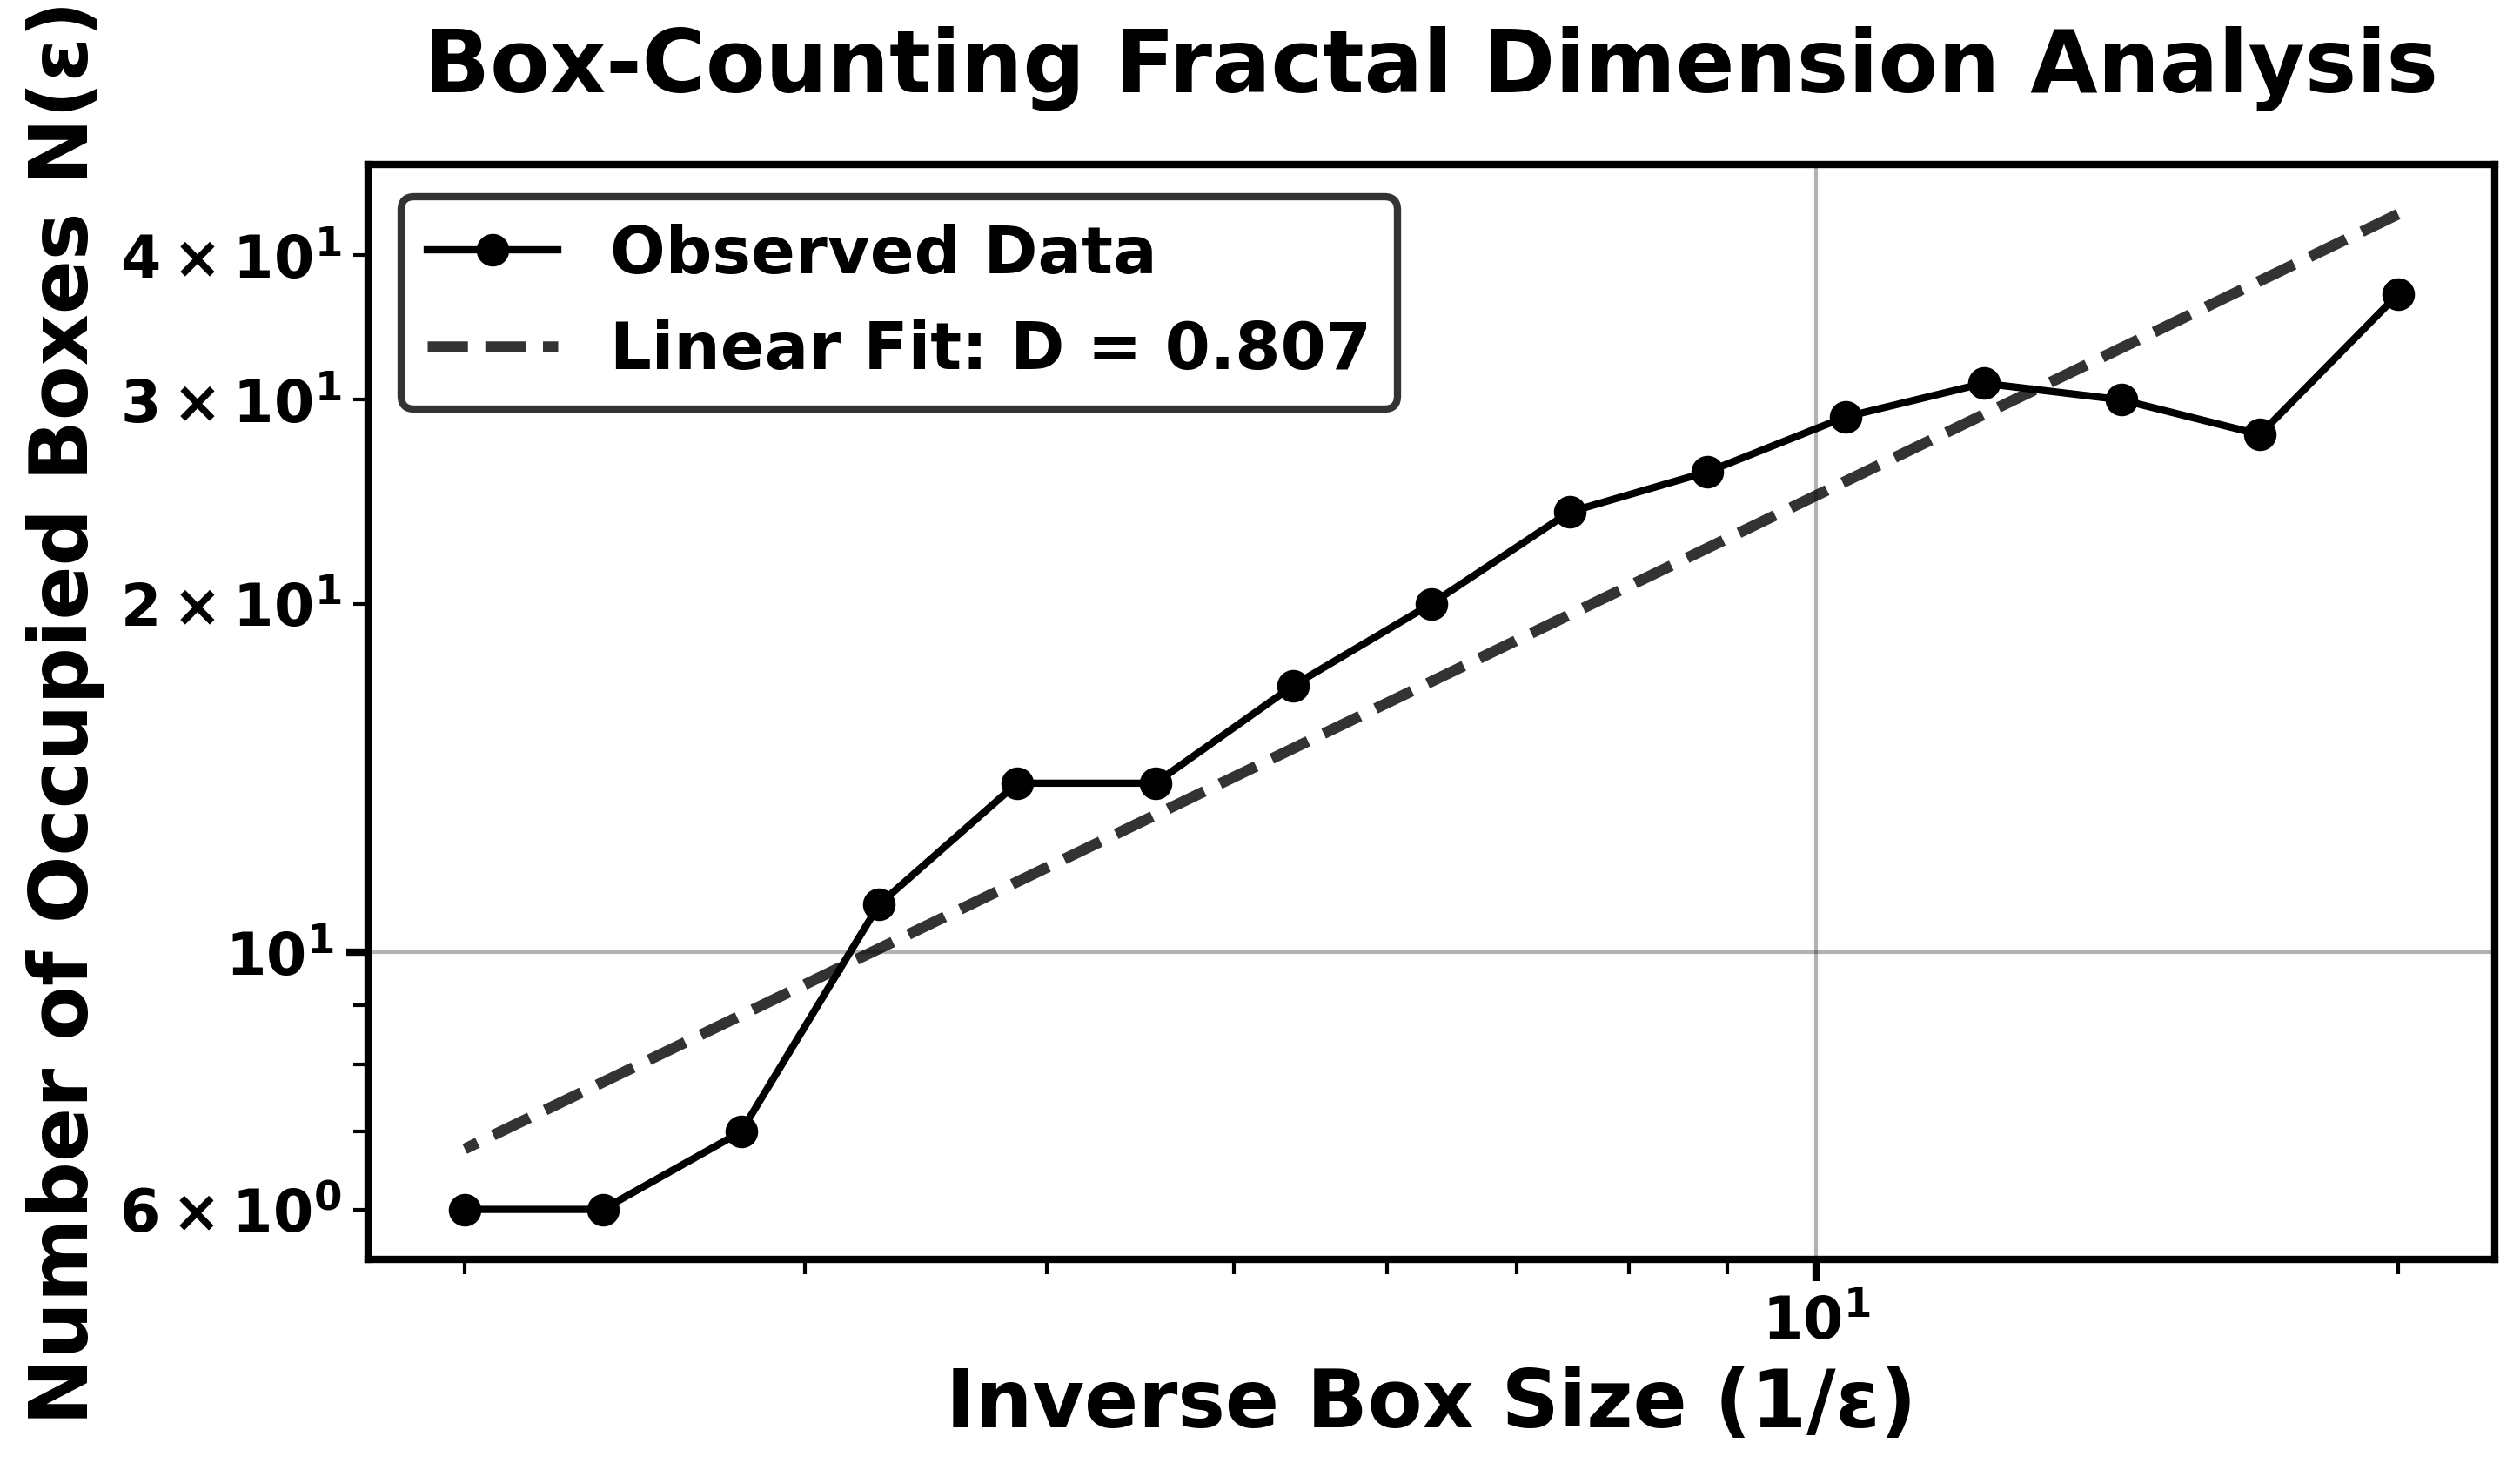 Box-Counting Fractal Dimension Analysis
Number of Occupied Boxes N(ε)
Observed Data
Linear Fit: D = 0.807
4 × 10¹
3 × 10¹
2 × 10¹
10¹
6 × 10⁰
10¹
Inverse Box Size (1/ε)